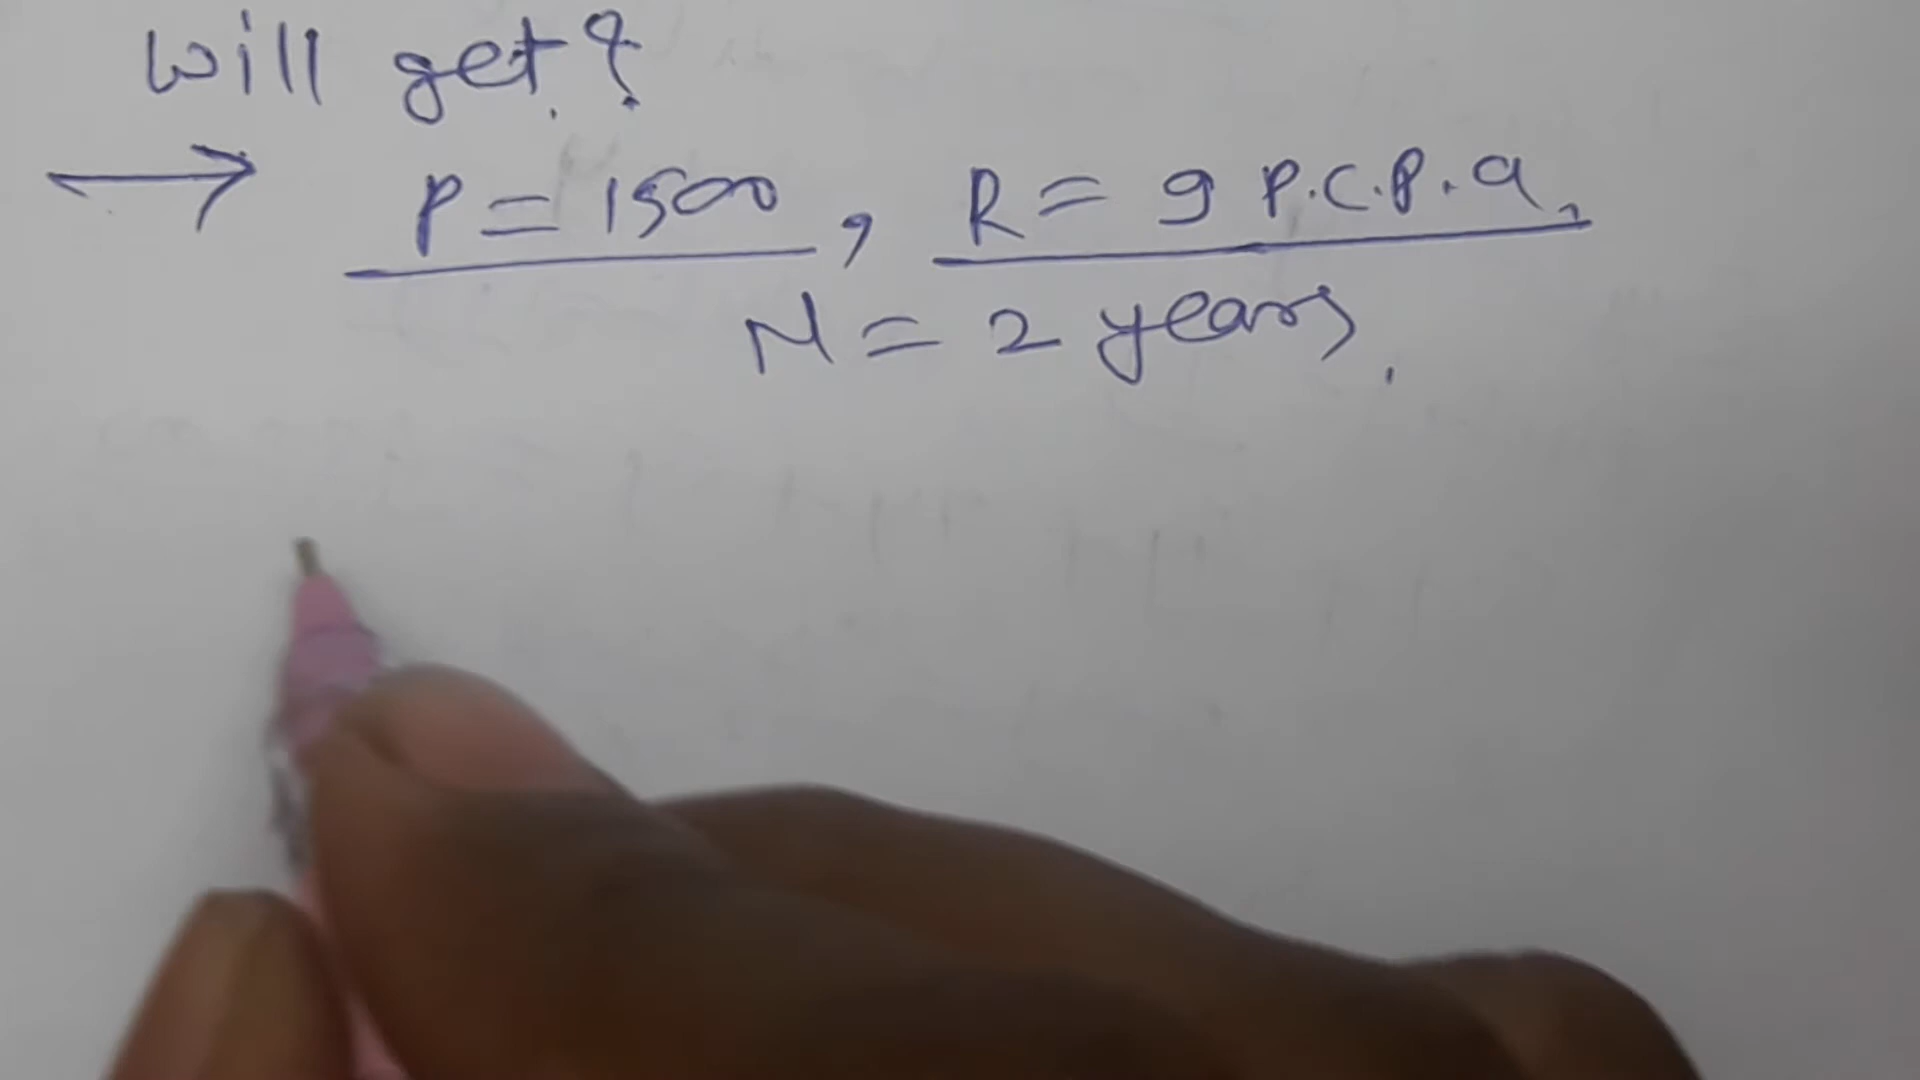 will get?
→ P = 1500, R = 9 P.C.P.a,
N = 2 years.